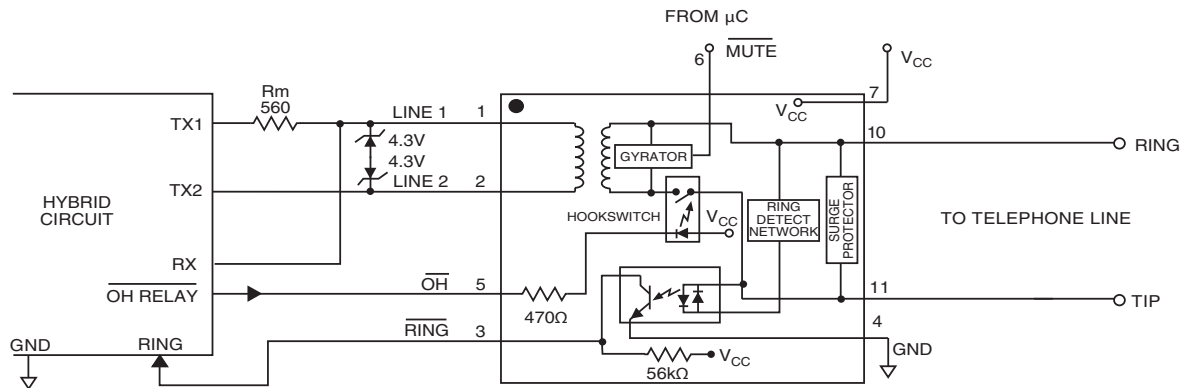 FROM µC
6
MUTE
V_CC
7
V_CC
Rm
560
TX1
LINE 1
1
4.3V
4.3V
GYRATOR
10
RING
TX2
LINE 2
2
HYBRID
CIRCUIT
HOOKSWITCH
V_CC
RING
DETECT
NETWORK
SURGE
PROTECTOR
TO TELEPHONE LINE
RX
OH RELAY
OH
5
470Ω
11
TIP
RING
3
4
GND
GND
RING
56kΩ
V_CC